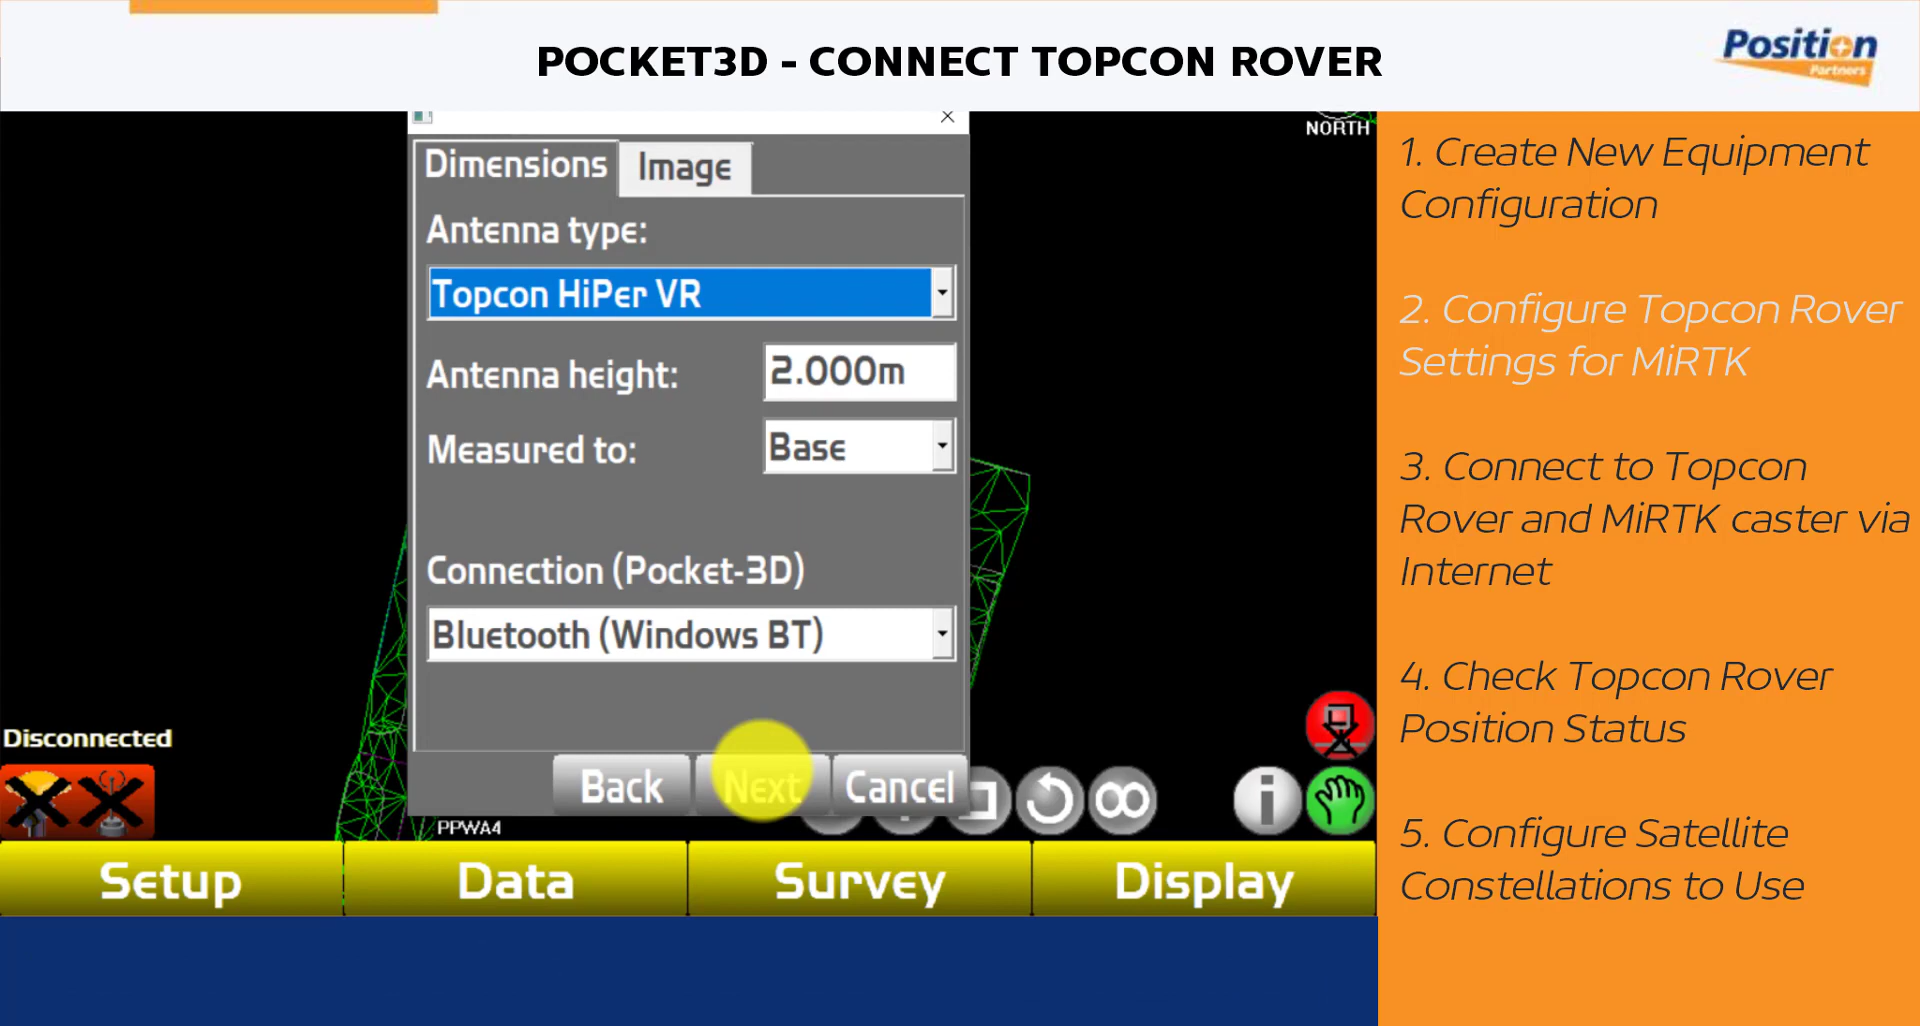 POCKET3D - CONNECT TOPCON ROVER
Position
Partners
NORTH
Dimensions
Image
Antenna type:
Topcon HiPer VR
Antenna height:
2.000m
Measured to:
Base
Connection (Pocket-3D)
Bluetooth (Windows BT)
Back
Next
Cancel
Disconnected
PPWA4
Setup
Data
Survey
Display
1. Create New Equipment
Configuration
2. Configure Topcon Rover
Settings for MiRTK
3. Connect to Topcon
Rover and MiRTK caster via
Internet
4. Check Topcon Rover
Position Status
5. Configure Satellite
Constellations to Use